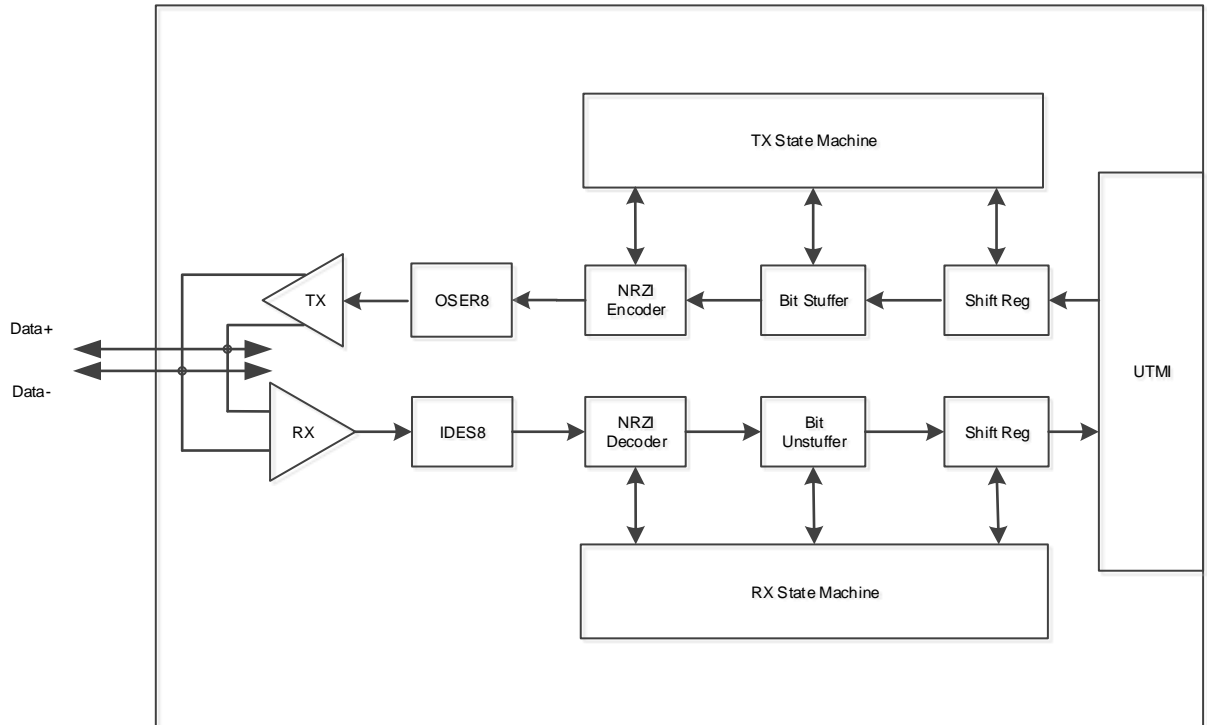 TX State Machine
TX
OSER8
NRZI
Encoder
Bit Stuffer
Shift Reg
Data+
Data-
UTMI
RX
IDES8
NRZI
Decoder
Bit
Unstuffer
Shift Reg
RX State Machine